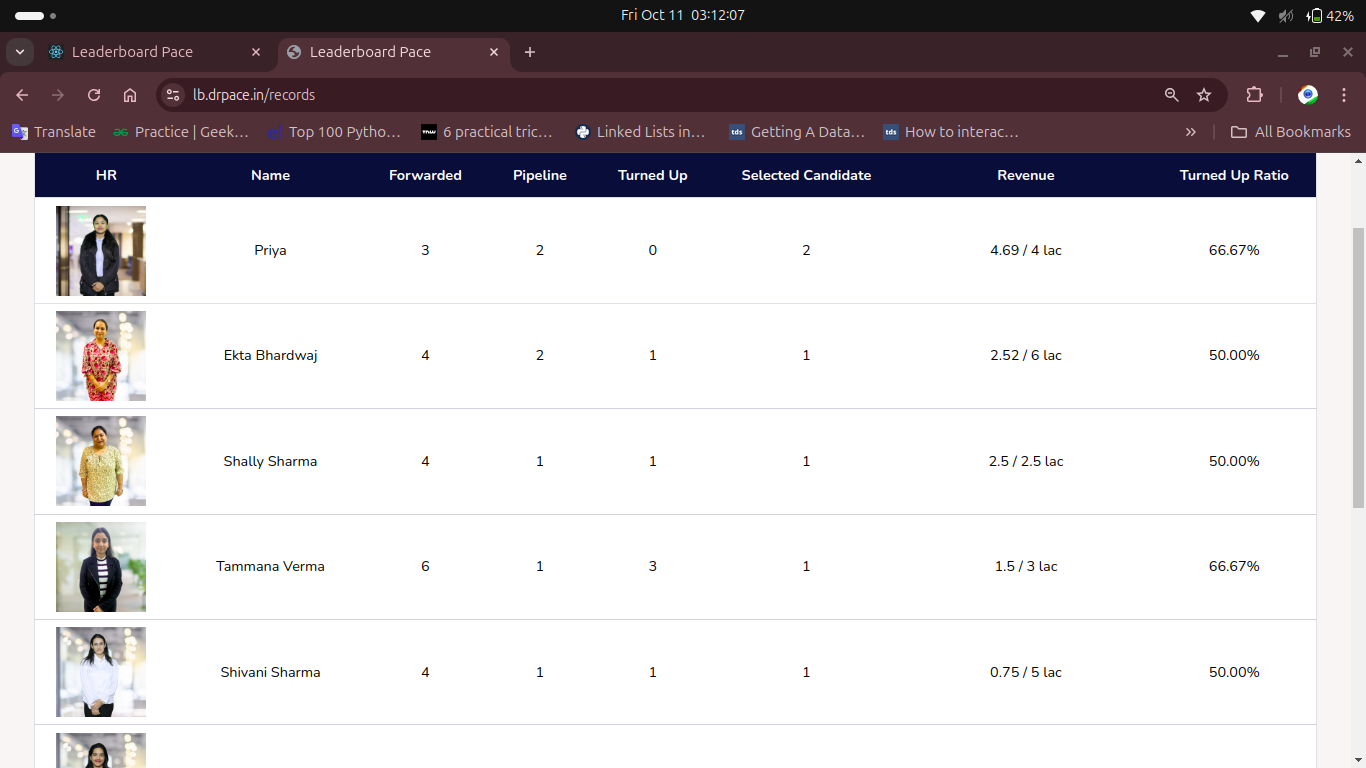 Fri Oct 11 03:12:07
42%
Leaderboard Pace
Leaderboard Pace
lb.drpace.in/records
Translate
Practice | Geek...
Top 100 Pytho...
6 practical tric...
Linked Lists in...
tds Getting A Data...
tds How to interac...
All Bookmarks
HR Name Forwarded Pipeline Turned Up Selected Candidate Revenue Turned Up Ratio
Priya 3 2 0 2 4.69 / 4 lac 66.67%
Ekta Bhardwaj 4 2 1 1 2.52 / 6 lac 50.00%
Shally Sharma 4 1 1 1 2.5 / 2.5 lac 50.00%
Tammana Verma 6 1 3 1 1.5 / 3 lac 66.67%
Shivani Sharma 4 1 1 1 0.75 / 5 lac 50.00%